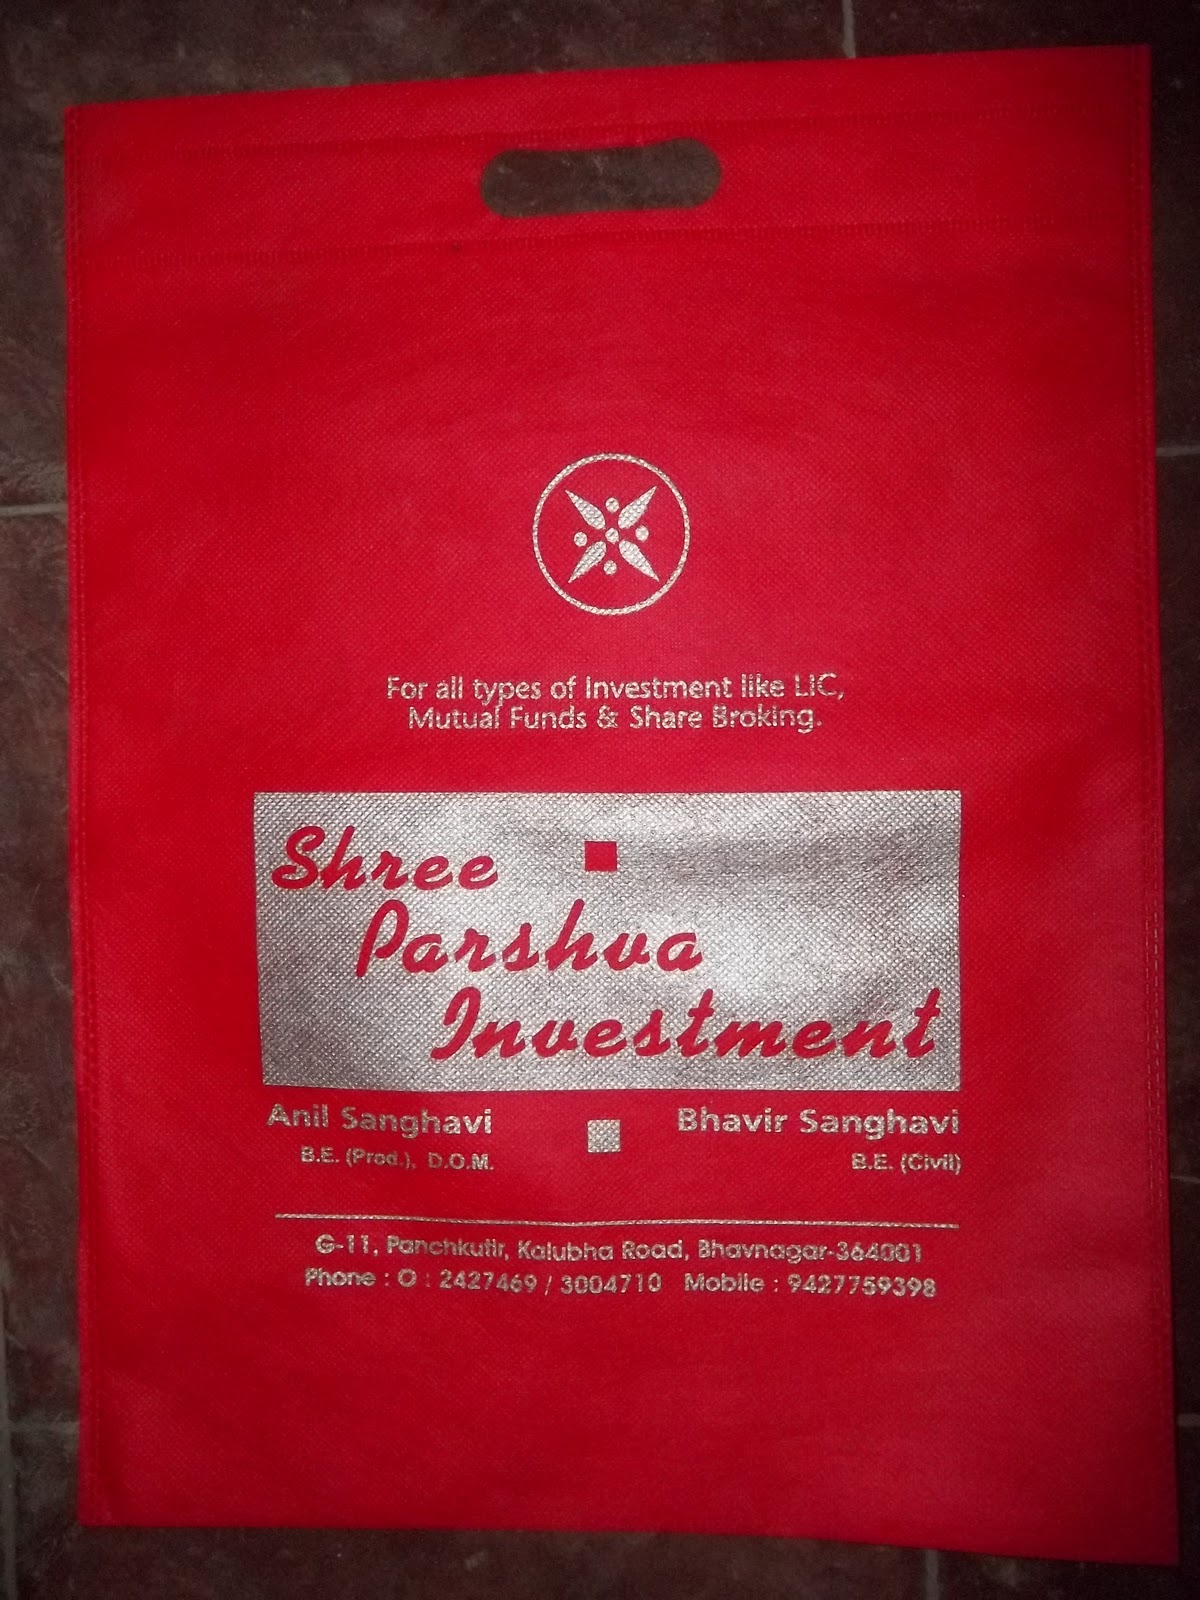 For all types of Investment like LIC,
Mutual Funds & Share Broking.
Shree
Parshva
Investment
Anil Sanghavi
B.E. (Prod.), D.O.M.
Bhavir Sanghavi
B.E. (Civil)
G-11, Panchkutir, Kalubha Road, Bhavnagar-364001
Phone : O : 2427469 / 3004710 Mobile : 9427759398